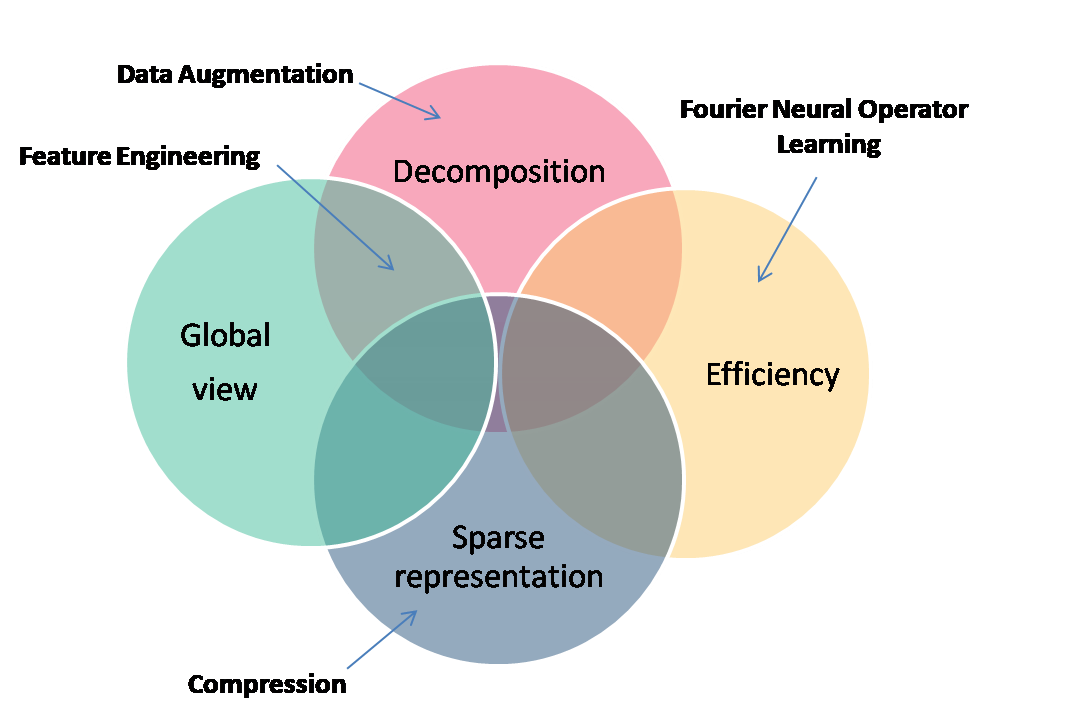 Data Augmentation
Fourier Neural Operator
Learning
Feature Engineering
Decomposition
Global
view
Efficiency
Sparse
representation
Compression